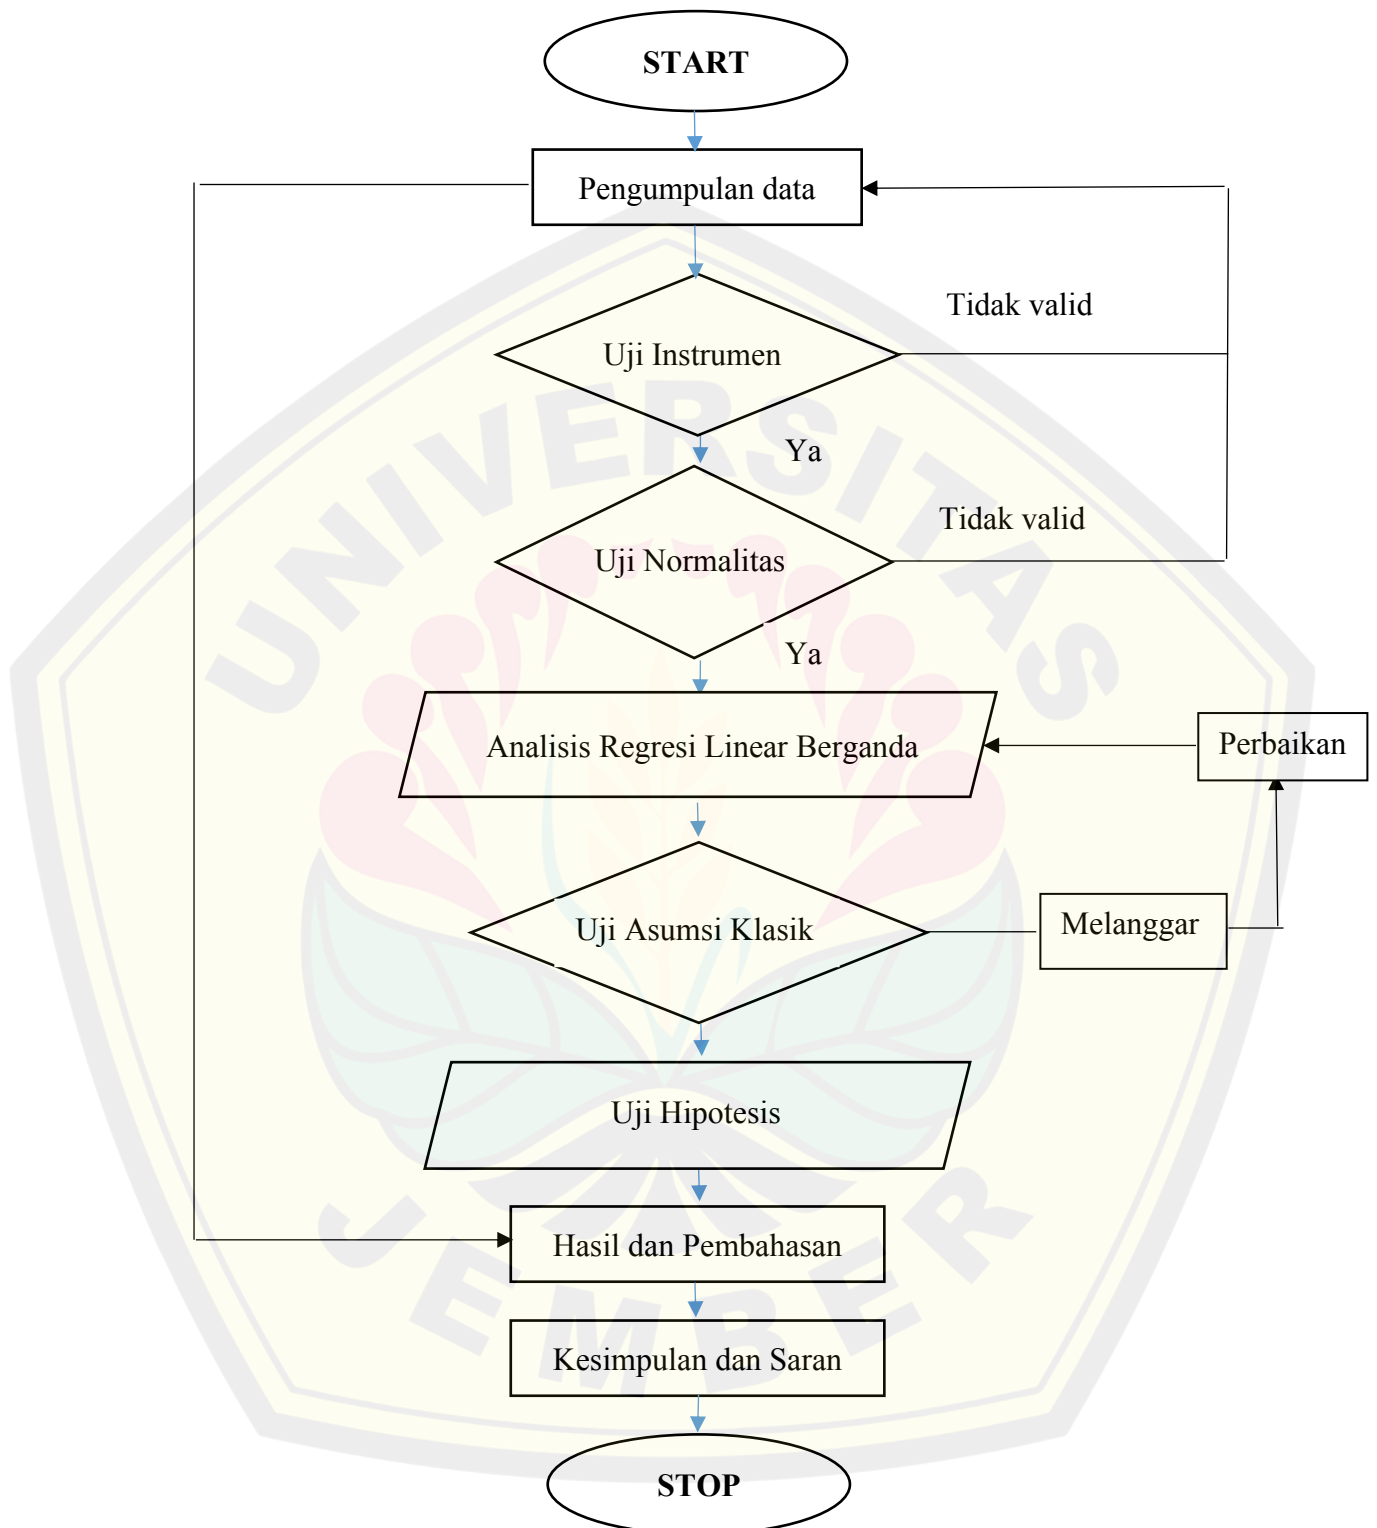 START
Pengumpulan data
Tidak valid
Uji Instrumen
Ya
Tidak valid
Uji Normalitas
Ya
Analisis Regresi Linear Berganda
Perbaikan
Uji Asumsi Klasik
Melanggar
Uji Hipotesis
Hasil dan Pembahasan
Kesimpulan dan Saran
STOP
UNIVERSITAS
JEMBER